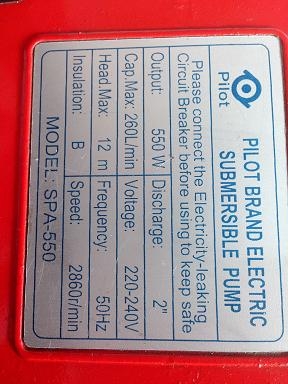 Pilot
PILOT BRAND ELECTRIC
SUBMERSIBLE PUMP
Please connect the Electricity-leaking
Circuit Breaker before using to keep safe
Output: 550 W Discharge: 2"
Cap.Max: 260L/min Voltage: 220-240V
Head.Max: 12 m Frequency: 50Hz
Insulation: B Speed: 2860r/min
MODEL: SPA-550